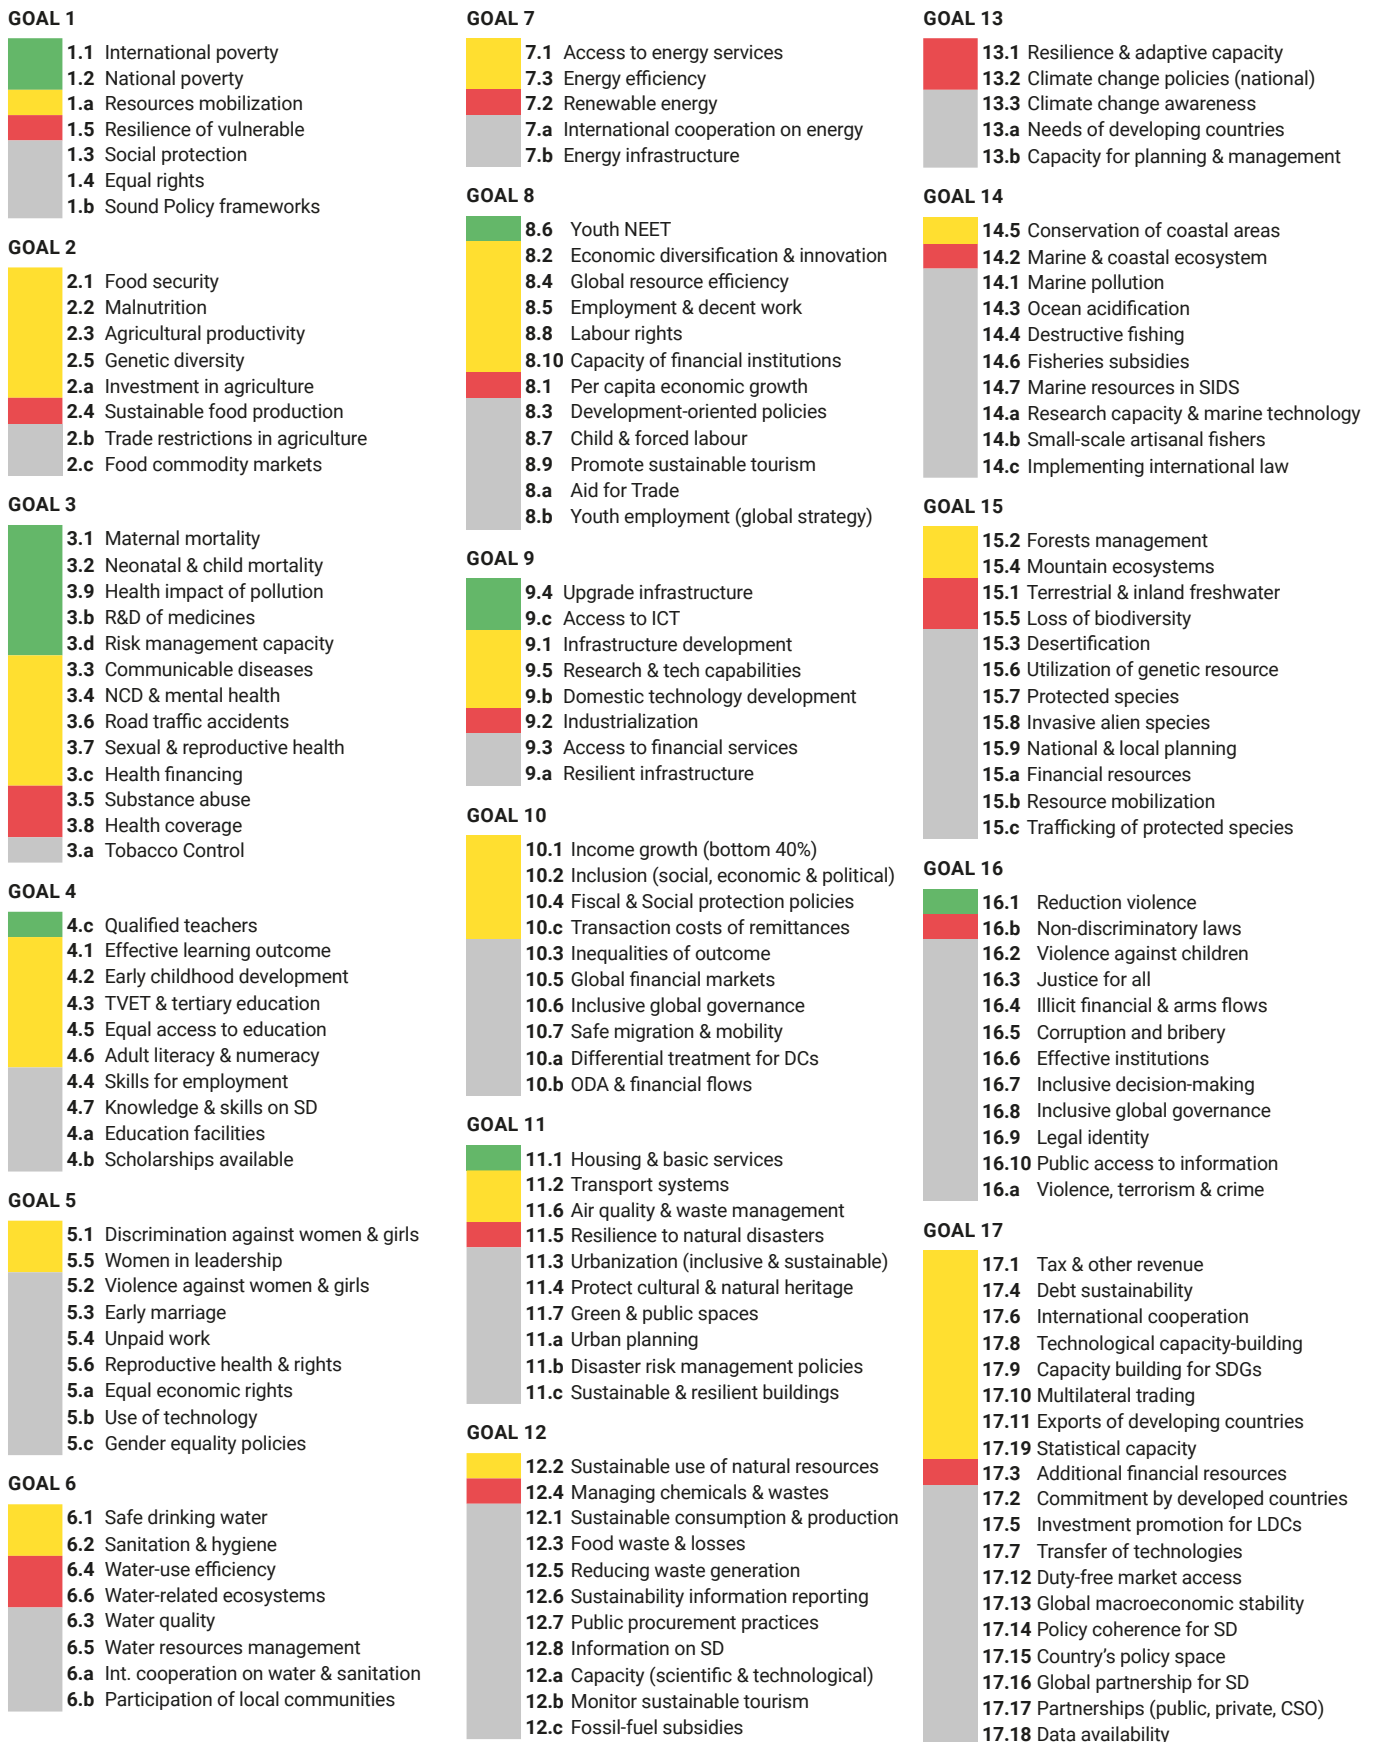 GOAL 1
1.1 International poverty
1.2 National poverty
1.a Resources mobilization
1.5 Resilience of vulnerable
1.3 Social protection
1.4 Equal rights
1.b Sound Policy frameworks
GOAL 2
2.1 Food security
2.2 Malnutrition
2.3 Agricultural productivity
2.5 Genetic diversity
2.a Investment in agriculture
2.4 Sustainable food production
2.b Trade restrictions in agriculture
2.c Food commodity markets
GOAL 3
3.1 Maternal mortality
3.2 Neonatal & child mortality
3.9 Health impact of pollution
3.b R&D of medicines
3.d Risk management capacity
3.3 Communicable diseases
3.4 NCD & mental health
3.6 Road traffic accidents
3.7 Sexual & reproductive health
3.c Health financing
3.5 Substance abuse
3.8 Health coverage
3.a Tobacco Control
GOAL 4
4.c Qualified teachers
4.1 Effective learning outcome
4.2 Early childhood development
4.3 TVET & tertiary education
4.5 Equal access to education
4.6 Adult literacy & numeracy
4.4 Skills for employment
4.7 Knowledge & skills on SD
4.a Education facilities
4.b Scholarships available
GOAL 5
5.1 Discrimination against women & girls
5.5 Women in leadership
5.2 Violence against women & girls
5.3 Early marriage
5.4 Unpaid work
5.6 Reproductive health & rights
5.a Equal economic rights
5.b Use of technology
5.c Gender equality policies
GOAL 6
6.1 Safe drinking water
6.2 Sanitation & hygiene
6.4 Water-use efficiency
6.6 Water-related ecosystems
6.3 Water quality
6.5 Water resources management
6.a Int. cooperation on water & sanitation
6.b Participation of local communities
GOAL 7
7.1 Access to energy services
7.3 Energy efficiency
7.2 Renewable energy
7.a International cooperation on energy
7.b Energy infrastructure
GOAL 8
8.6 Youth NEET
8.2 Economic diversification & innovation
8.4 Global resource efficiency
8.5 Employment & decent work
8.8 Labour rights
8.10 Capacity of financial institutions
8.1 Per capita economic growth
8.3 Development-oriented policies
8.7 Child & forced labour
8.9 Promote sustainable tourism
8.a Aid for Trade
8.b Youth employment (global strategy)
GOAL 9
9.4 Upgrade infrastructure
9.c Access to ICT
9.1 Infrastructure development
9.5 Research & tech capabilities
9.b Domestic technology development
9.2 Industrialization
9.3 Access to financial services
9.a Resilient infrastructure
GOAL 10
10.1 Income growth (bottom 40%)
10.2 Inclusion (social, economic & political)
10.4 Fiscal & Social protection policies
10.c Transaction costs of remittances
10.3 Inequalities of outcome
10.5 Global financial markets
10.6 Inclusive global governance
10.7 Safe migration & mobility
10.a Differential treatment for DCs
10.b ODA & financial flows
GOAL 11
11.1 Housing & basic services
11.2 Transport systems
11.6 Air quality & waste management
11.5 Resilience to natural disasters
11.3 Urbanization (inclusive & sustainable)
11.4 Protect cultural & natural heritage
11.7 Green & public spaces
11.a Urban planning
11.b Disaster risk management policies
11.c Sustainable & resilient buildings
GOAL 12
12.2 Sustainable use of natural resources
12.4 Managing chemicals & wastes
12.1 Sustainable consumption & production
12.3 Food waste & losses
12.5 Reducing waste generation
12.6 Sustainability information reporting
12.7 Public procurement practices
12.8 Information on SD
12.a Capacity (scientific & technological)
12.b Monitor sustainable tourism
12.c Fossil-fuel subsidies
GOAL 13
13.1 Resilience & adaptive capacity
13.2 Climate change policies (national)
13.3 Climate change awareness
13.a Needs of developing countries
13.b Capacity for planning & management
GOAL 14
14.5 Conservation of coastal areas
14.2 Marine & coastal ecosystem
14.1 Marine pollution
14.3 Ocean acidification
14.4 Destructive fishing
14.6 Fisheries subsidies
14.7 Marine resources in SIDS
14.a Research capacity & marine technology
14.b Small-scale artisanal fishers
14.c Implementing international law
GOAL 15
15.2 Forests management
15.4 Mountain ecosystems
15.1 Terrestrial & inland freshwater
15.5 Loss of biodiversity
15.3 Desertification
15.6 Utilization of genetic resource
15.7 Protected species
15.8 Invasive alien species
15.9 National & local planning
15.a Financial resources
15.b Resource mobilization
15.c Trafficking of protected species
GOAL 16
16.1 Reduction violence
16.b Non-discriminatory laws
16.2 Violence against children
16.3 Justice for all
16.4 Illicit financial & arms flows
16.5 Corruption and bribery
16.6 Effective institutions
16.7 Inclusive decision-making
16.8 Inclusive global governance
16.9 Legal identity
16.10 Public access to information
16.a Violence, terrorism & crime
GOAL 17
17.1 Tax & other revenue
17.4 Debt sustainability
17.6 International cooperation
17.8 Technological capacity-building
17.9 Capacity building for SDGs
17.10 Multilateral trading
17.11 Exports of developing countries
17.19 Statistical capacity
17.3 Additional financial resources
17.2 Commitment by developed countries
17.5 Investment promotion for LDCs
17.7 Transfer of technologies
17.12 Duty-free market access
17.13 Global macroeconomic stability
17.14 Policy coherence for SD
17.15 Country's policy space
17.16 Global partnership for SD
17.17 Partnerships (public, private, CSO)
17.18 Data availability